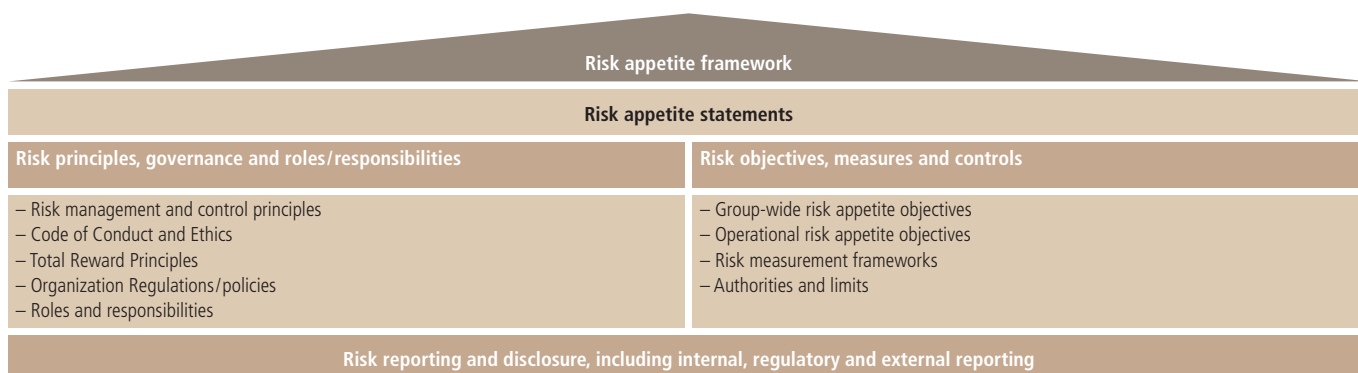 Risk appetite framework
Risk appetite statements
Risk principles, governance and roles/responsibilities
– Risk management and control principles
– Code of Conduct and Ethics
– Total Reward Principles
– Organization Regulations/policies
– Roles and responsibilities
Risk objectives, measures and controls
– Group-wide risk appetite objectives
– Operational risk appetite objectives
– Risk measurement frameworks
– Authorities and limits
Risk reporting and disclosure, including internal, regulatory and external reporting